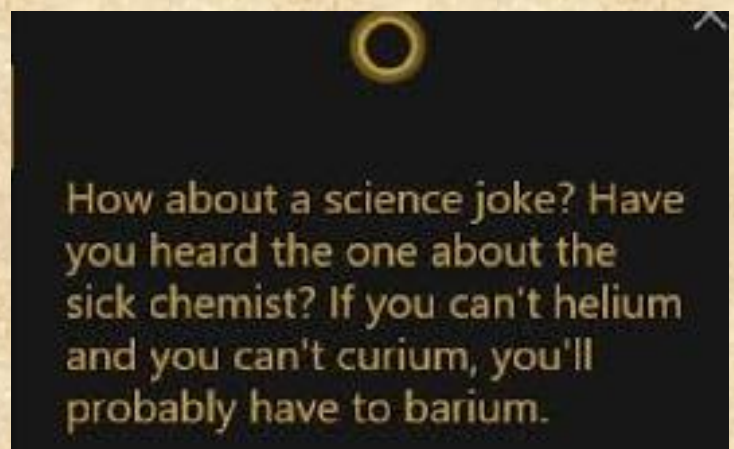 How about a science joke? Have
you heard the one about the
sick chemist? If you can't helium
and you can't curium, you'll
probably have to barium.